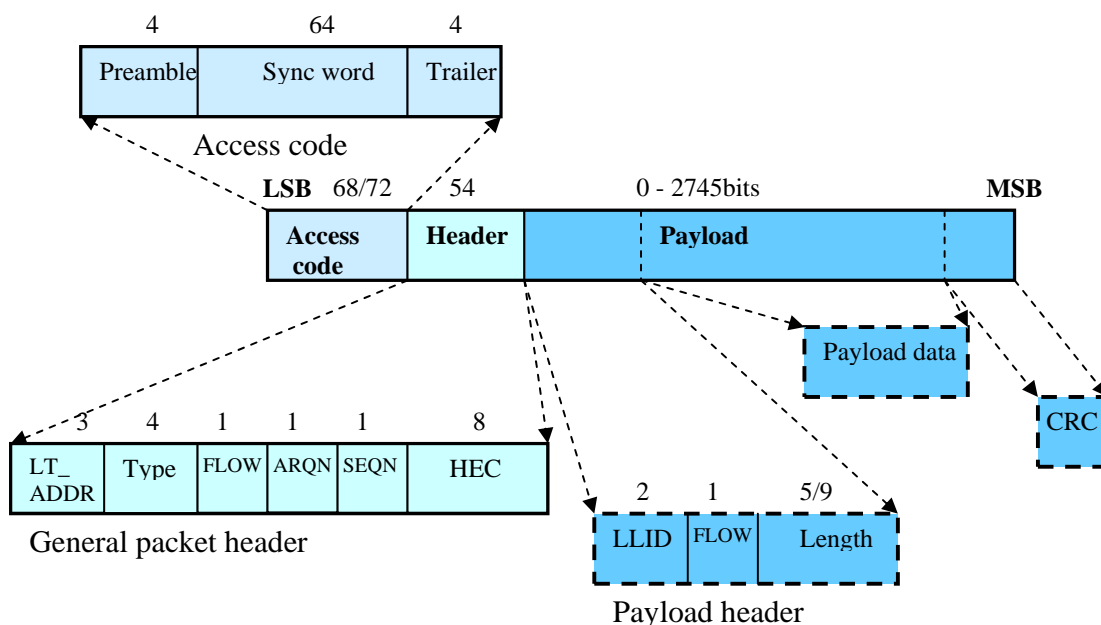 4 64 4
Preamble Sync word Trailer
Access code
LSB 68/72 54 0 - 2745bits MSB
Access
code
Header Payload
Payload data
CRC
3 4 1 1 1 8
LT_
ADDR
Type FLOW ARQN SEQN HEC
General packet header
2 1 5/9
LLID FLOW Length
Payload header